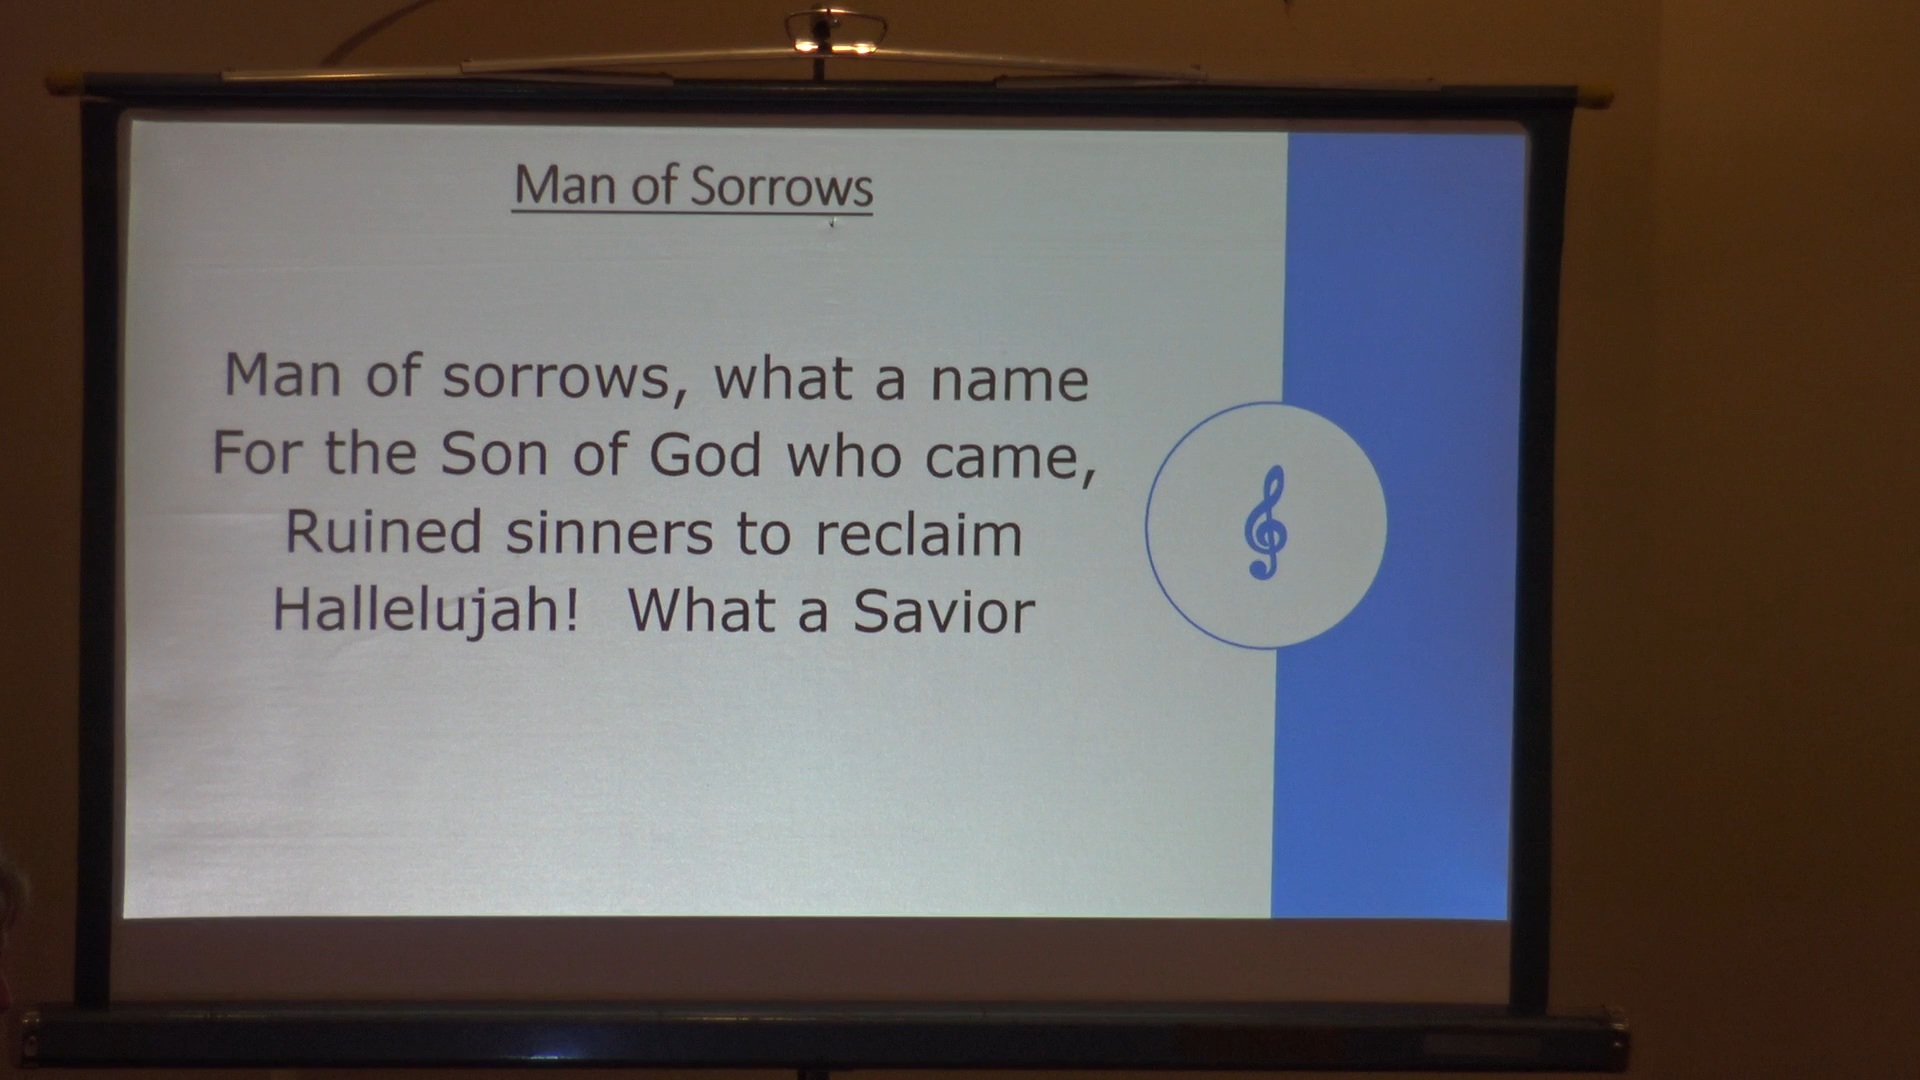 Man of Sorrows
Man of sorrows, what a name
For the Son of God who came,
Ruined sinners to reclaim
Hallelujah!  What a Savior